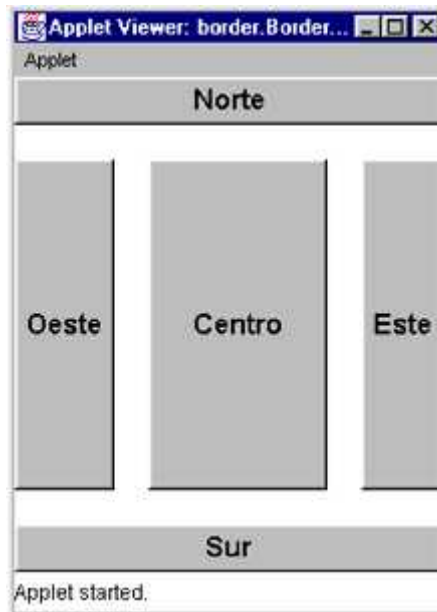 Applet Viewer: border.Border...
Applet
Norte
Oeste Centro Este
Sur
Applet started.